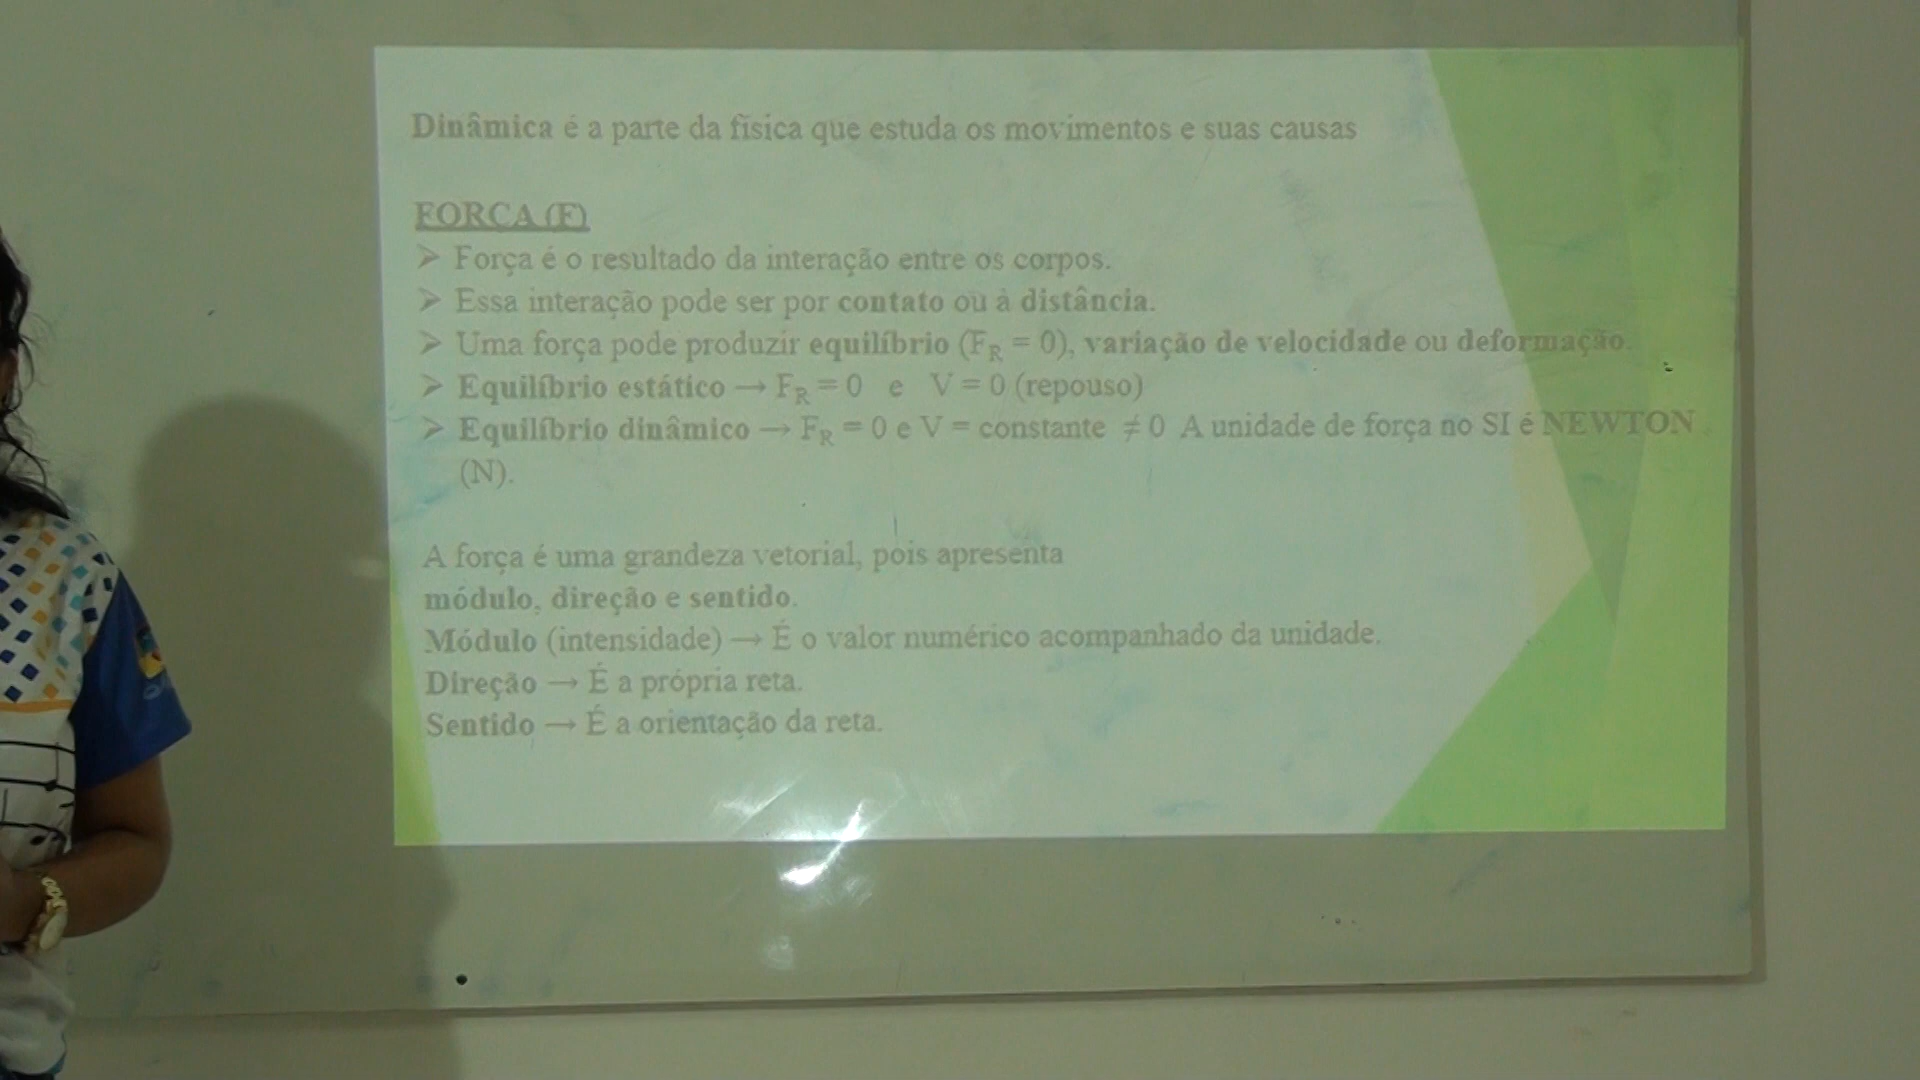 Dinâmica é a parte da física que estuda os movimentos e suas causas
FORÇA (F)
➢ Força é o resultado da interação entre os corpos.
➢ Essa interação pode ser por contato ou à distância.
➢ Uma força pode produzir equilíbrio (F_R = 0), variação de velocidade ou deformação.
➢ Equilíbrio estático → F_R = 0 e V = 0 (repouso)
➢ Equilíbrio dinâmico → F_R = 0 e V = constante ≠ 0 A unidade de força no SI é NEWTON
(N).
A força é uma grandeza vetorial, pois apresenta
módulo, direção e sentido.
Módulo (intensidade) → É o valor numérico acompanhado da unidade.
Direção → É a própria reta.
Sentido → É a orientação da reta.